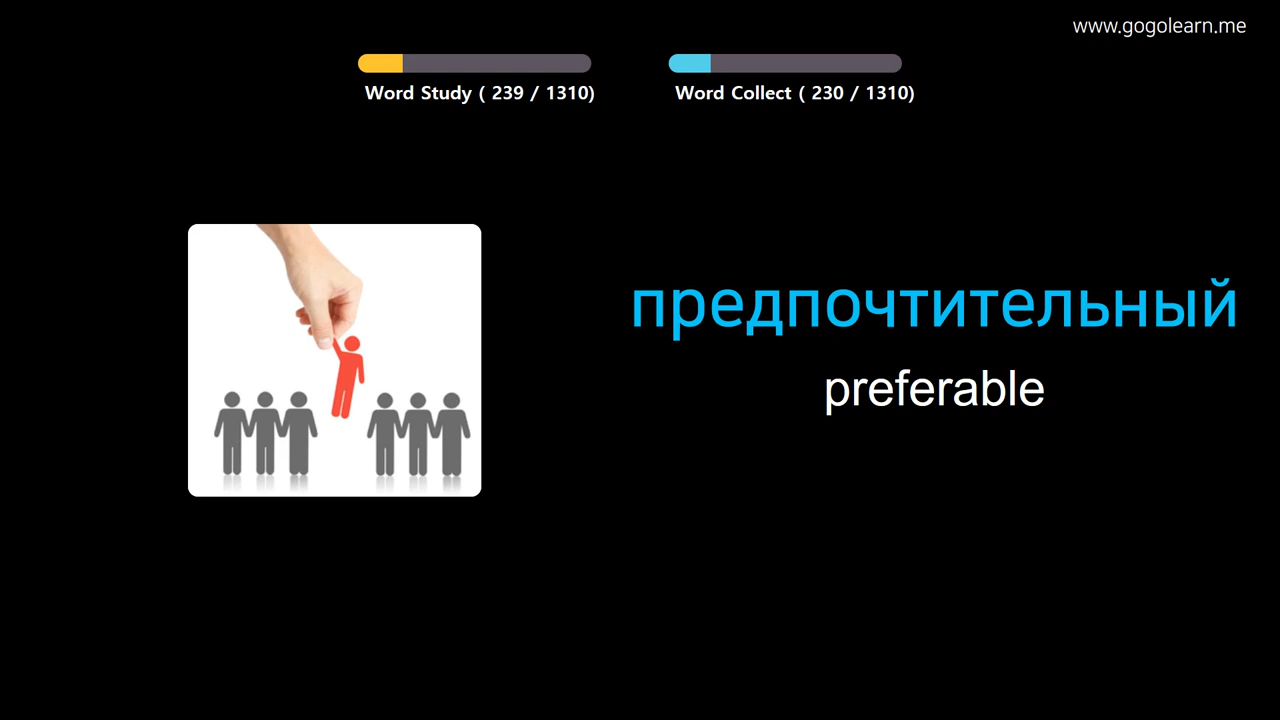 www.gogolearn.me
Word Study ( 239 / 1310)
Word Collect ( 230 / 1310)
предпочтительный
preferable